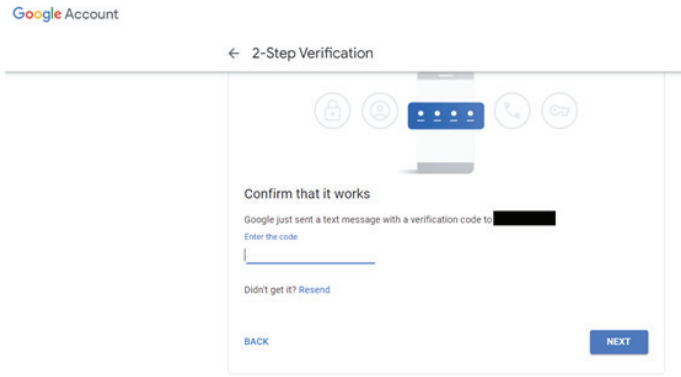 Google Account
← 2-Step Verification
Confirm that it works
Google just sent a text message with a verification code to
Enter the code
Didn't get it? Resend
BACK
NEXT